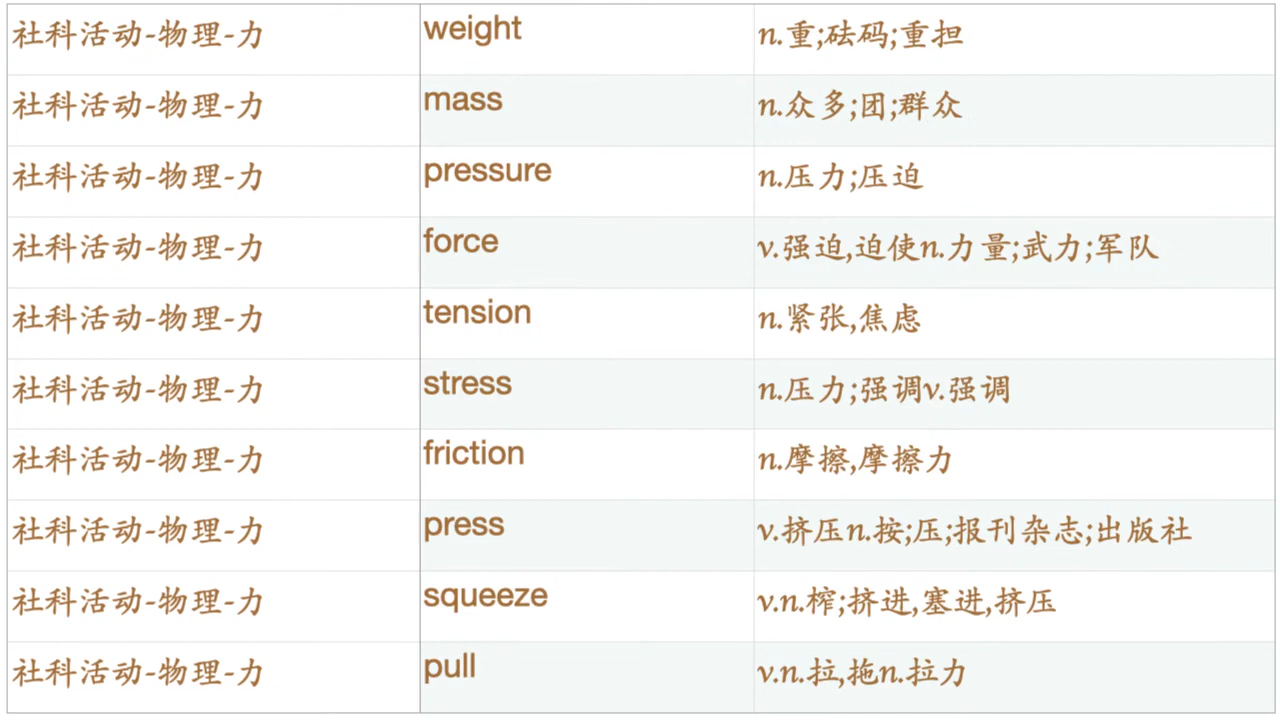 社科活动-物理-力 weight n.重;砝码;重担
社科活动-物理-力 mass n.众多;团;群众
社科活动-物理-力 pressure n.压力;压迫
社科活动-物理-力 force v.强迫,迫使n.力量;武力;军队
社科活动-物理-力 tension n.紧张,焦虑
社科活动-物理-力 stress n.压力;强调v.强调
社科活动-物理-力 friction n.摩擦,摩擦力
社科活动-物理-力 press v.挤压n.按;压;报刊杂志;出版社
社科活动-物理-力 squeeze v.n.榨;挤进,塞进,挤压
社科活动-物理-力 pull v.n.拉,拖n.拉力